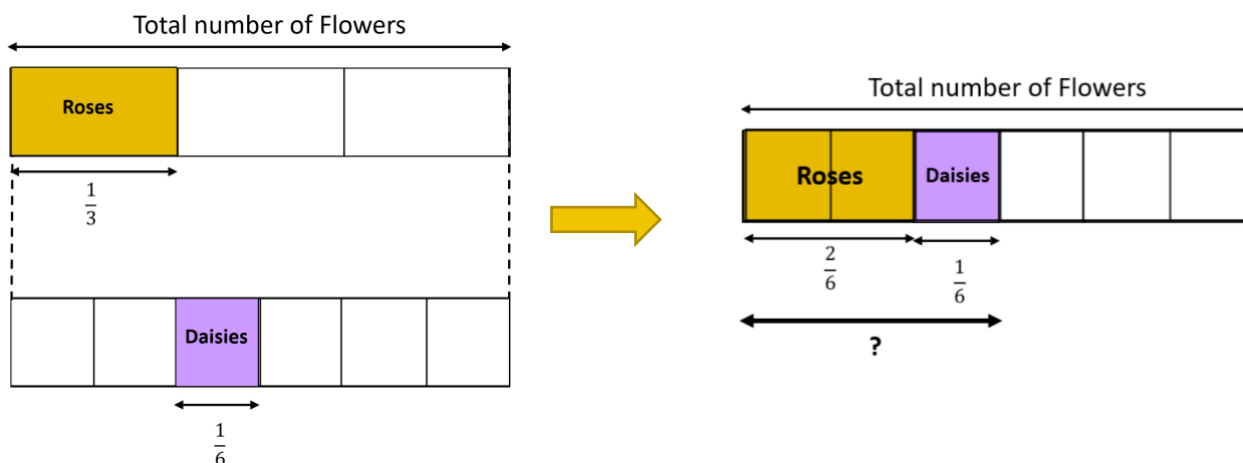 Total number of Flowers
Roses
1/3
Daisies
1/6
Total number of Flowers
Roses Daisies
2/6 1/6
?